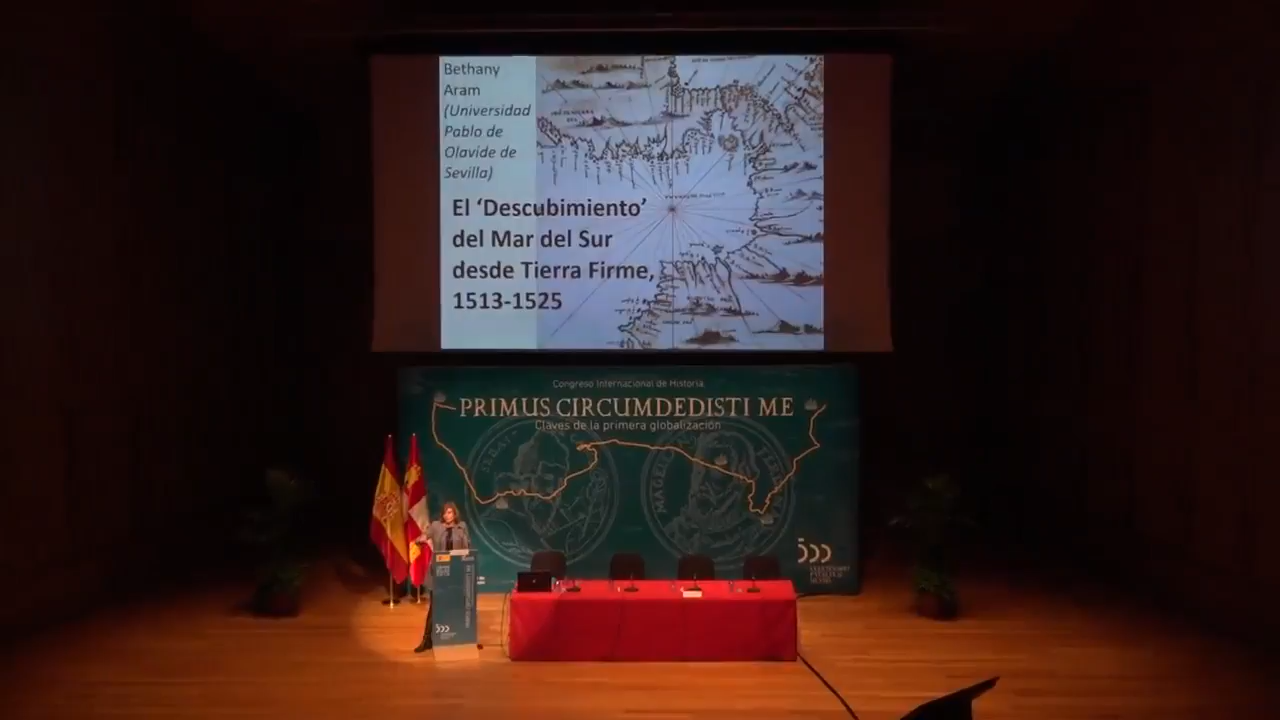 Bethany
Aram
(Universidad
Pablo de
Olavide de
Sevilla)
El ‘Descubimiento’
del Mar del Sur
desde Tierra Firme,
1513-1525
Congreso Internacional de Historia
PRIMUS CIRCUMDEDISTI ME
Claves de la primera globalización
500